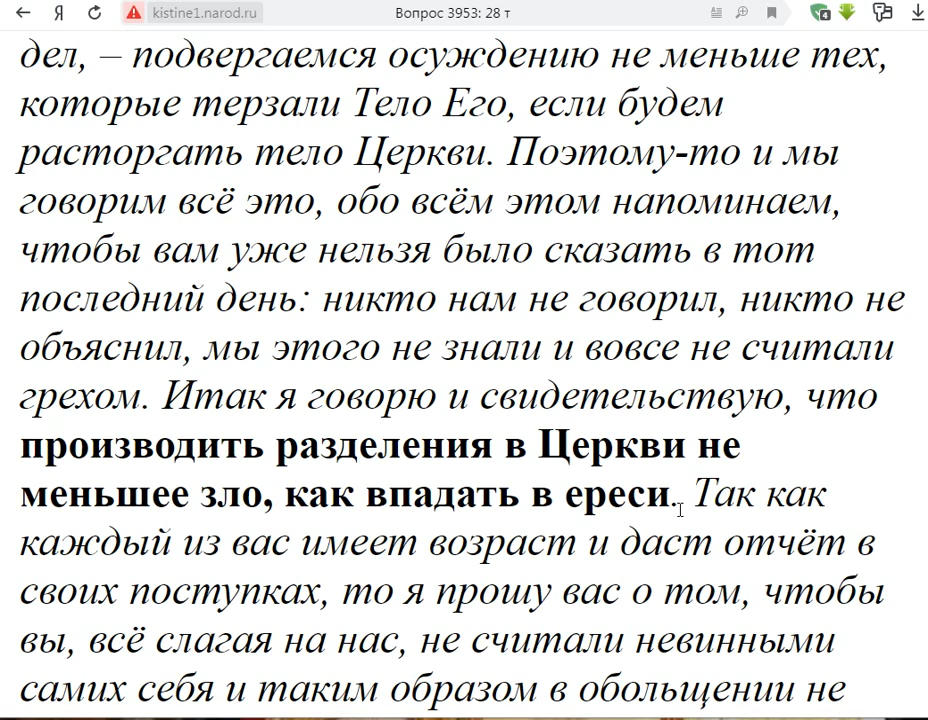 kistine1.narod.ru
Вопрос 3953: 28 т
4
дел, – подвергаемся осуждению не меньше тех,
которые терзали Тело Его, если будем
расторгать тело Церкви. Поэтому-то и мы
говорим всё это, обо всём этом напоминаем,
чтобы вам уже нельзя было сказать в тот
последний день: никто нам не говорил, никто не
объяснил, мы этого не знали и вовсе не считали
грехом. Итак я говорю и свидетельствую, что
производить разделения в Церкви не
меньшее зло, как впадать в ереси. Так как
каждый из вас имеет возраст и даст отчёт в
своих поступках, то я прошу вас о том, чтобы
вы, всё слагая на нас, не считали невинными
самих себя и таким образом в обольщении не